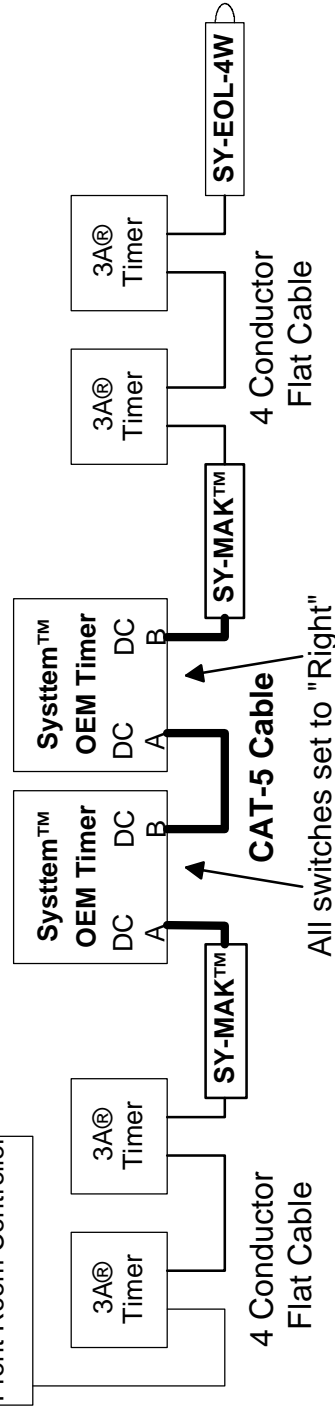 Front Room Controller
3A®
Timer
3A®
Timer
4 Conductor
Flat Cable
SY-MAK™
Systtem™
OEM Timer
DC DC
A B
Systtem™
OEM Timer
DC DC
A B
CAT-5 Cable
All switches set to "Right"
SY-MAK™
3A®
Timer
3A®
Timer
4 Conductor
Flat Cable
SY-EOL-4W